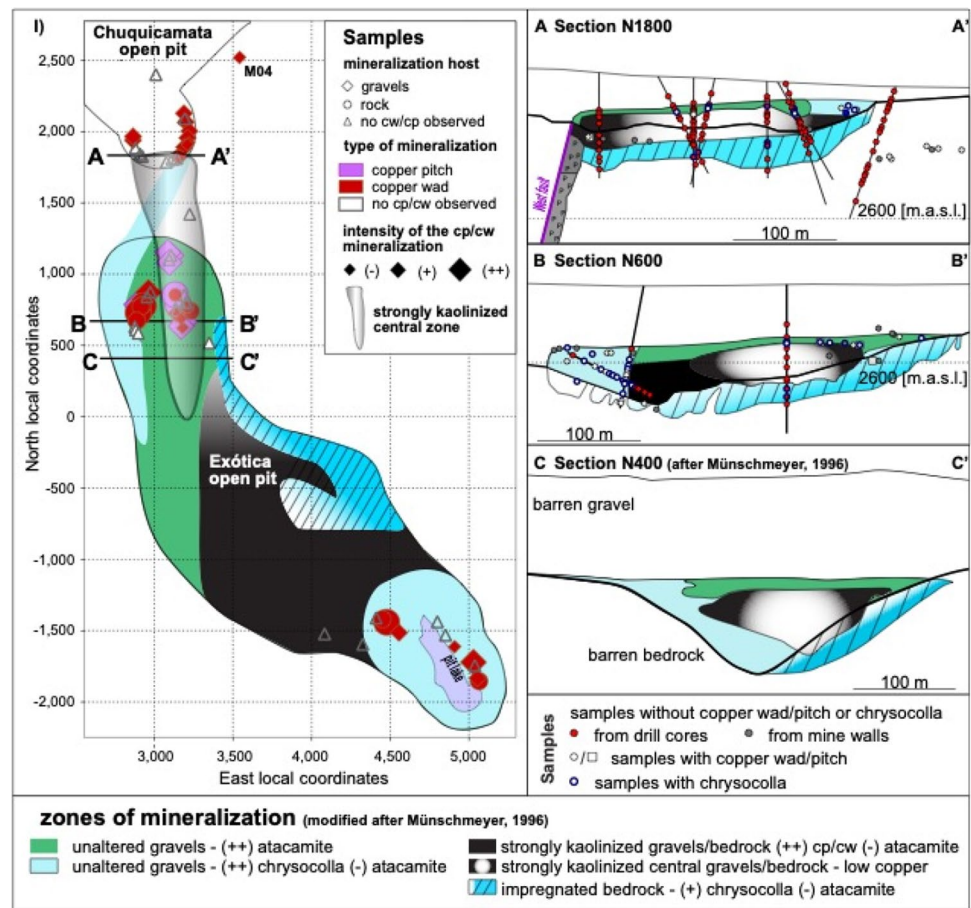 I)
Chuquicamata
open pit
M04
A
A'
B
B'
C
C'
Exótica
open pit
pit lake
2,500
2,000
1,500
1,000
500
0
-500
-1,000
-1,500
-2,000
North local coordinates
3,000
3,500
4,000
4,500
5,000
East local coordinates
Samples
mineralization host
gravels
rock
no cw/cp observed
type of mineralization
copper pitch
copper wad
no cp/cw observed
intensity of the cp/cw
mineralization
(-)
(+)
(++)
strongly kaolinized
central zone
A Section N1800 A'
West fault
2600 [m.a.s.l.]
100 m
B Section N600 B'
2600 [m.a.s.l.]
100 m
C Section N400 (after Münschmeyer, 1996) C'
barren gravel
barren bedrock
100 m
Samples
samples without copper wad/pitch or chrysocolla
from drill cores
from mine walls
/ samples with copper wad/pitch
samples with chrysocolla
zones of mineralization (modified after Münschmeyer, 1996)
unaltered gravels - (++) atacamite
unaltered gravels - (++) chrysocolla (-) atacamite
strongly kaolinized gravels/bedrock (++) cp/cw (-) atacamite
strongly kaolinized central gravels/bedrock - low copper
impregnated bedrock - (+) chrysocolla (-) atacamite